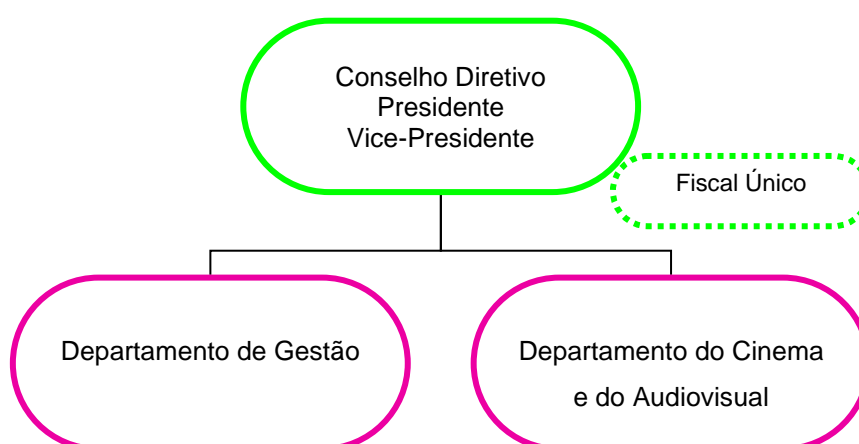 Conselho Diretivo
Presidente
Vice-Presidente
Fiscal Único
Departamento de Gestão
Departamento do Cinema
e do Audiovisual